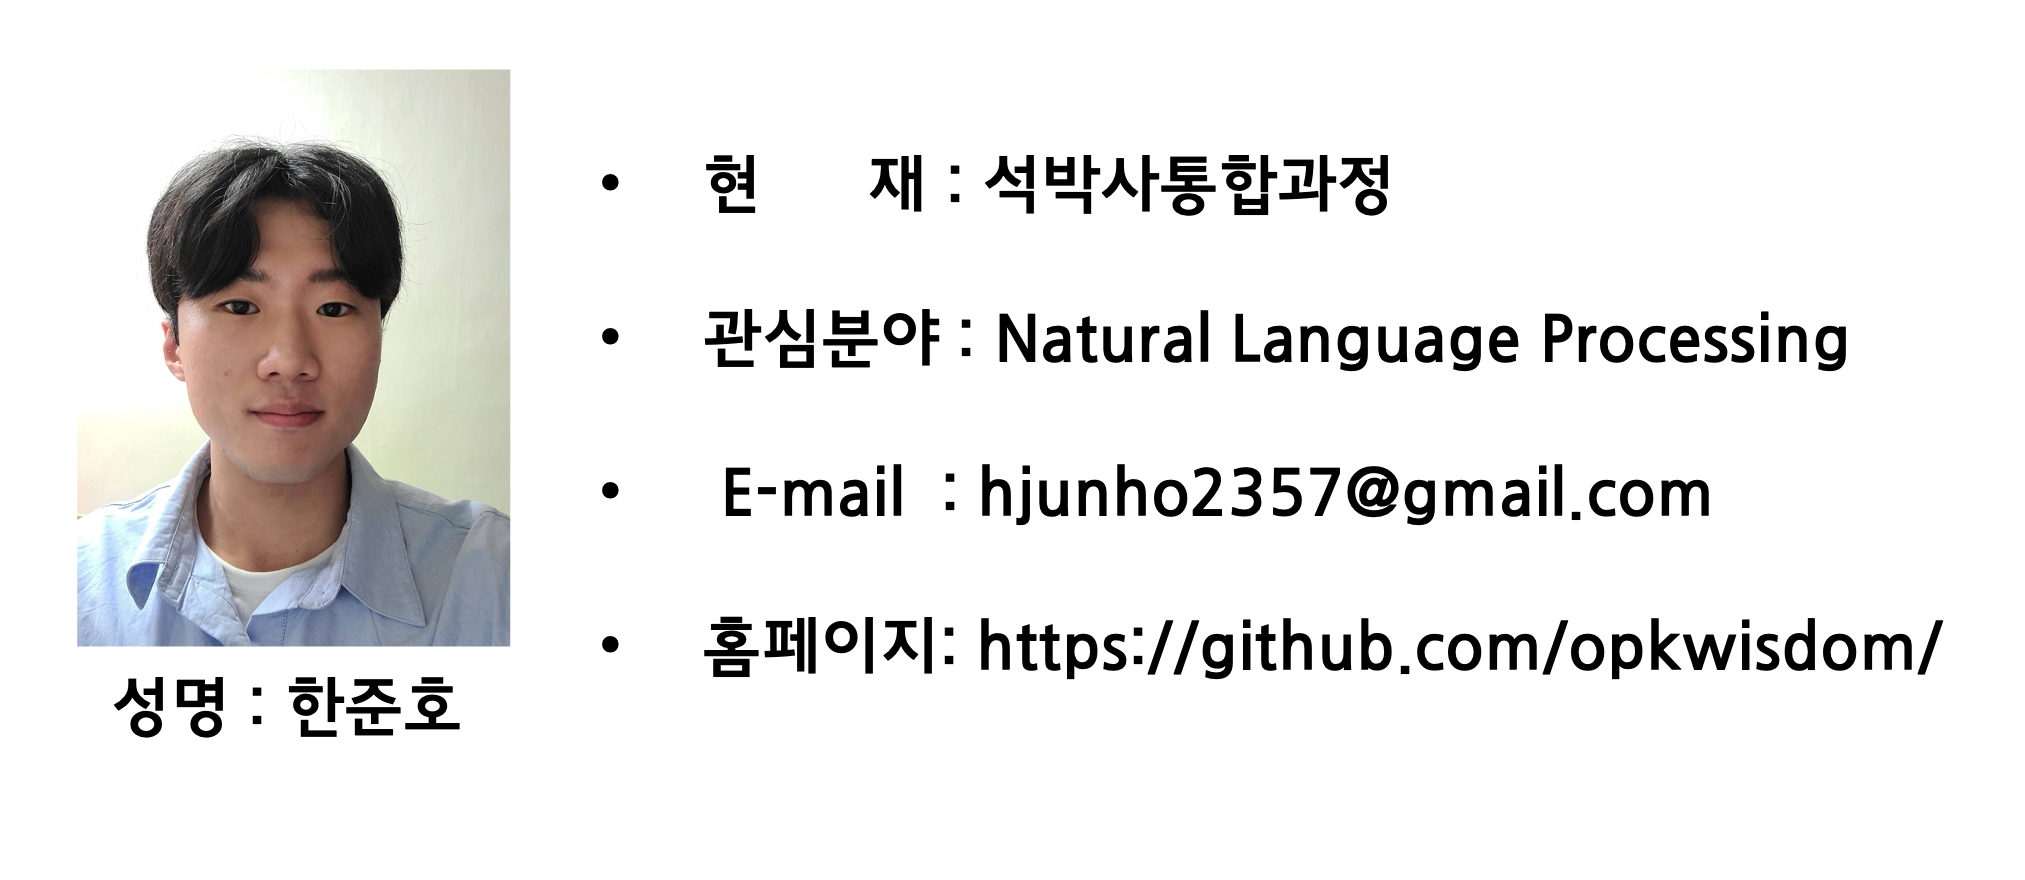 • 현 재 : 석박사통합과정
• 관심분야 : Natural Language Processing
• E-mail : hjunho2357@gmail.com
• 홈페이지: https://github.com/opkwisdom/
성명 : 한준호